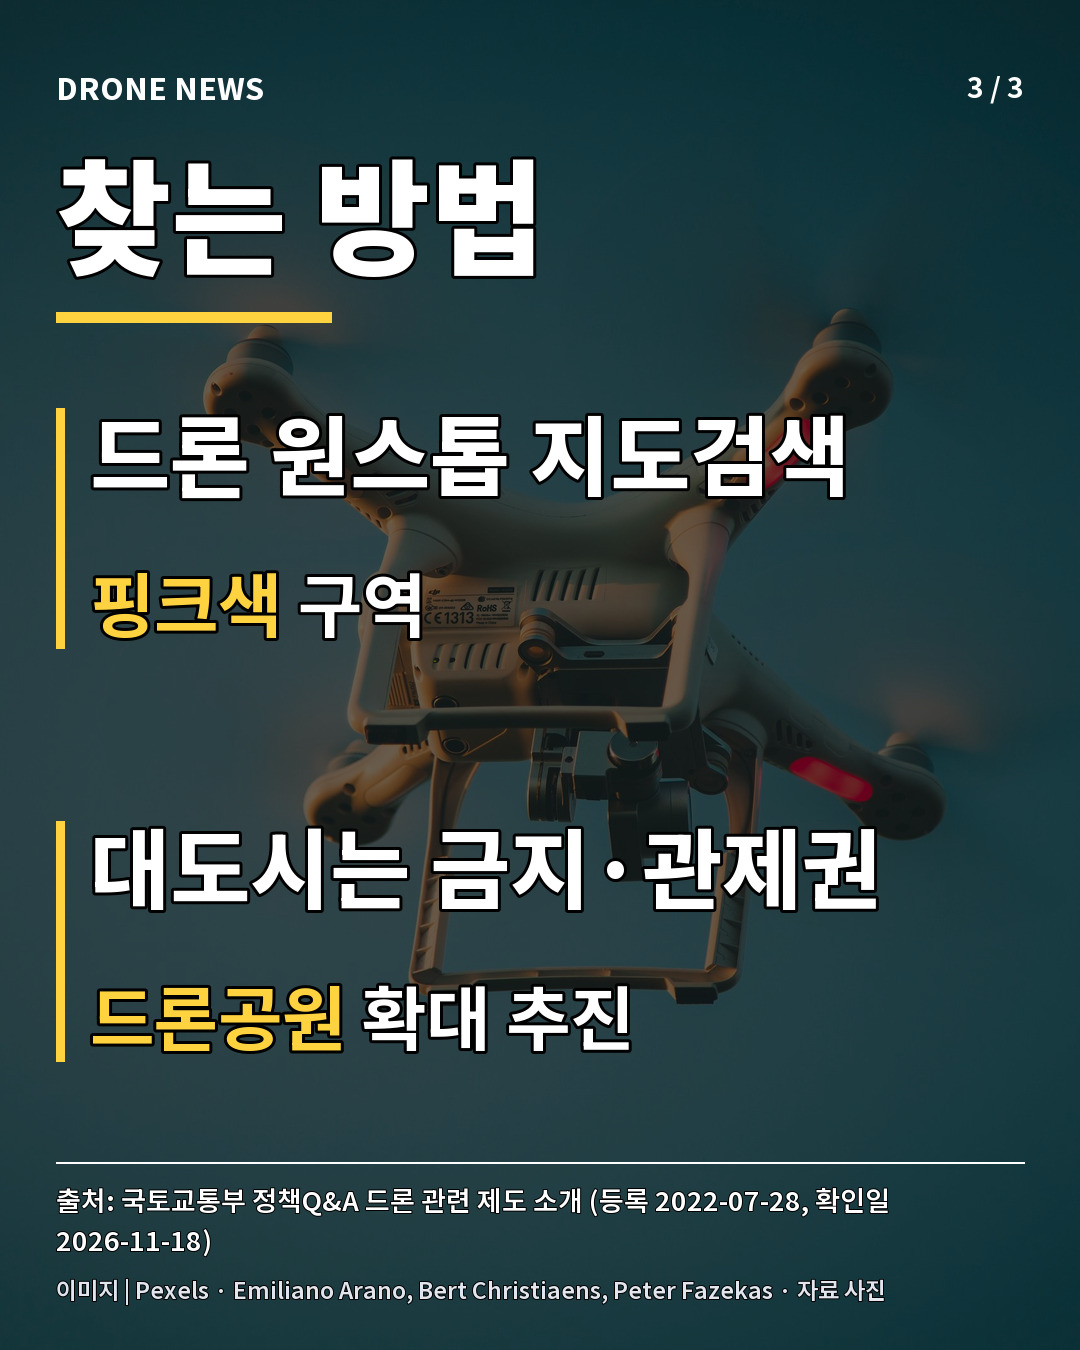 DRONE NEWS
3 / 3
찾는 방법
드론 원스톱 지도검색
핑크색 구역
RoHS
CE1313
대도시는 금지·관제권
드론공원 확대 추진
출처: 국토교통부 정책Q&A 드론 관련 제도 소개 (등록 2022-07-28, 확인일
2026-11-18)
이미지 | Pexels · Emiliano Arano, Bert Christiaens, Peter Fazekas · 자료 사진